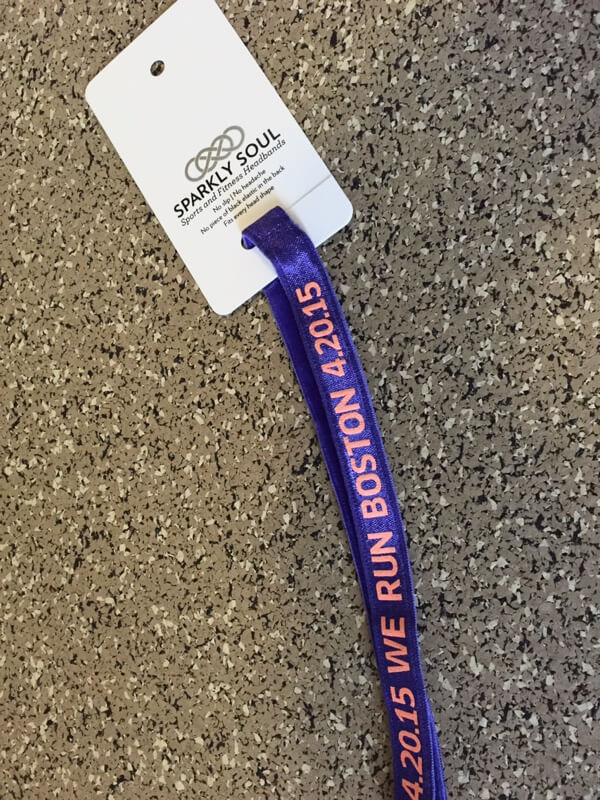 SPARKLY SOUL
Sports and Fitness Headbands
No slip | No headache
No piece of black elastic in the back
Fits every head shape
4.20.15 WE RUN BOSTON 4.20.15